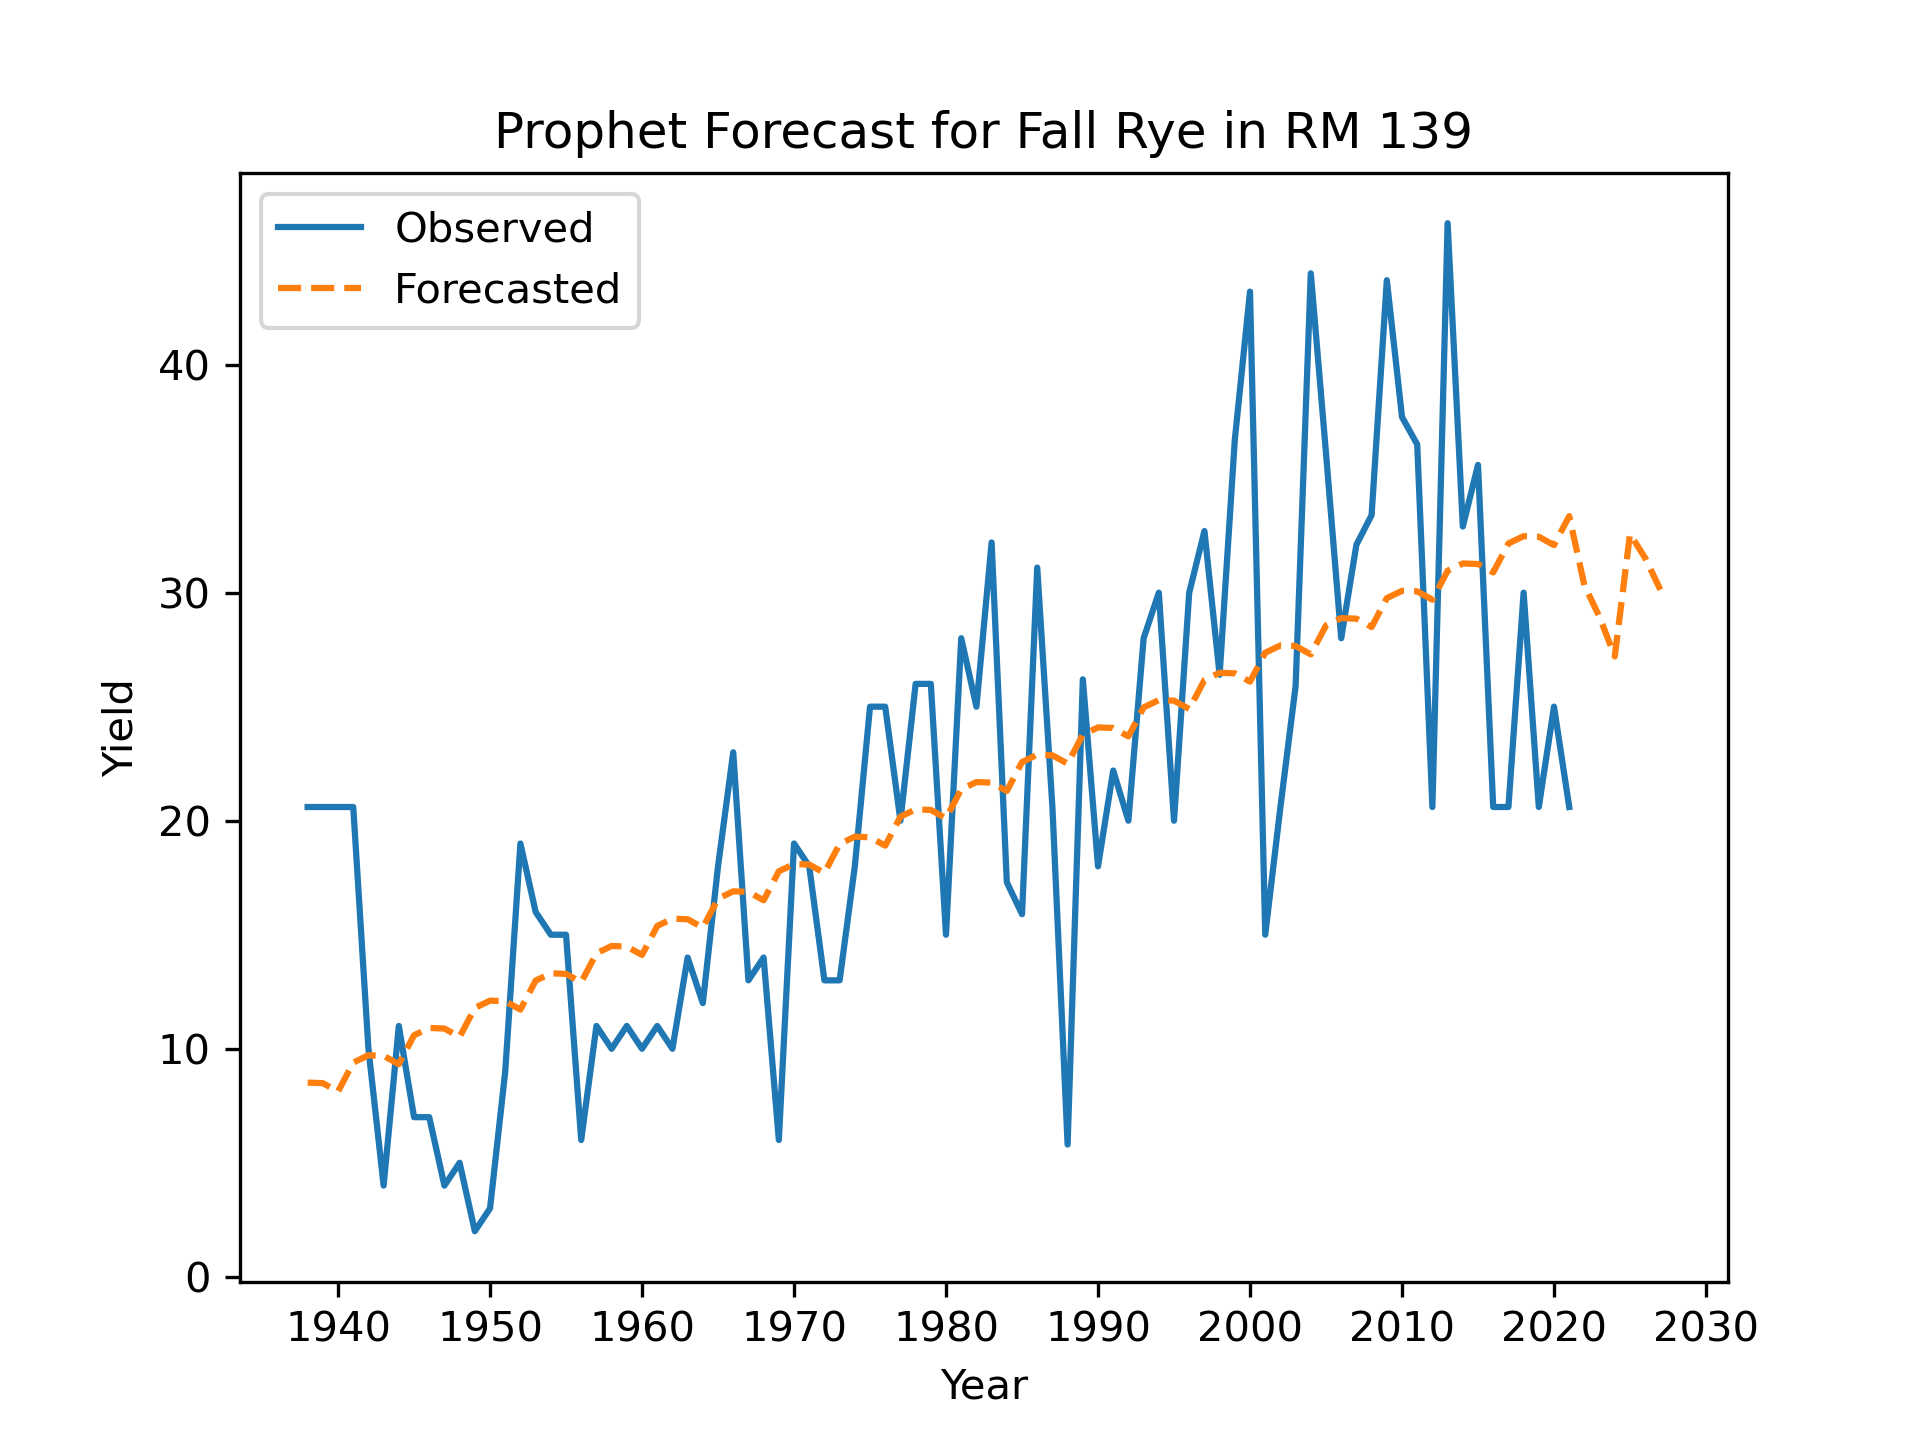 Prophet Forecast for Fall Rye in RM 139
Observed
Forecasted
40
30
20
10
0
Yield
1940 1950 1960 1970 1980 1990 2000 2010 2020 2030
Year